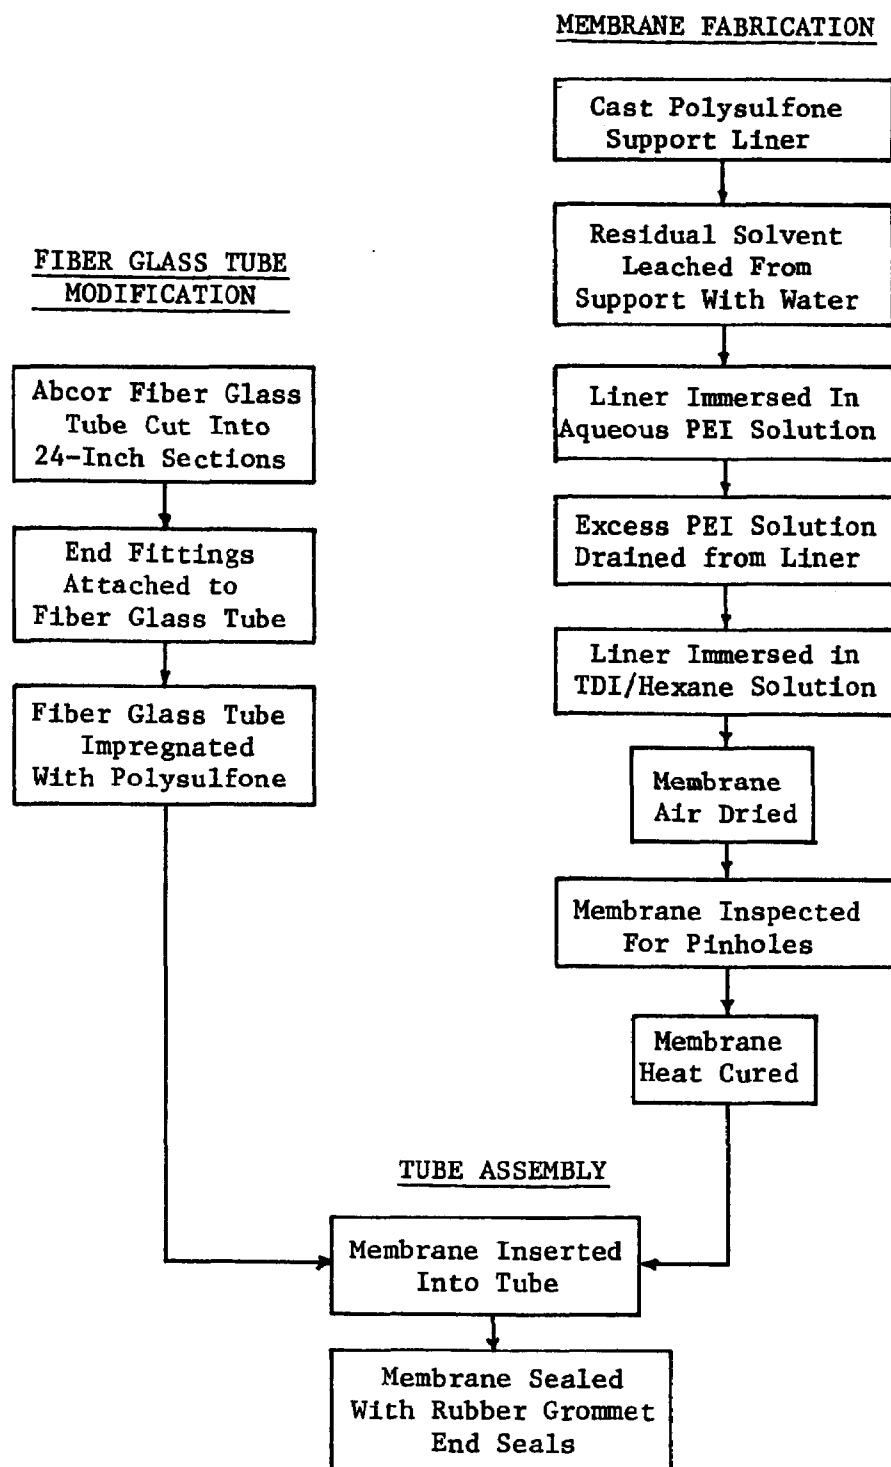 MEMBRANE FABRICATION
Cast Polysulfone
Support Liner
Residual Solvent
Leached From
Support With Water
Liner Immersed In
Aqueous PEI Solution
Excess PEI Solution
Drained from Liner
Liner Immersed in
TDI/Hexane Solution
Membrane
Air Dried
Membrane Inspected
For Pinholes
Membrane
Heat Cured
FIBER GLASS TUBE
MODIFICATION
Abcor Fiber Glass
Tube Cut Into
24-Inch Sections
End Fittings
Attached to
Fiber Glass Tube
Fiber Glass Tube
Impregnated
With Polysulfone
TUBE ASSEMBLY
Membrane Inserted
Into Tube
Membrane Sealed
With Rubber Grommet
End Seals